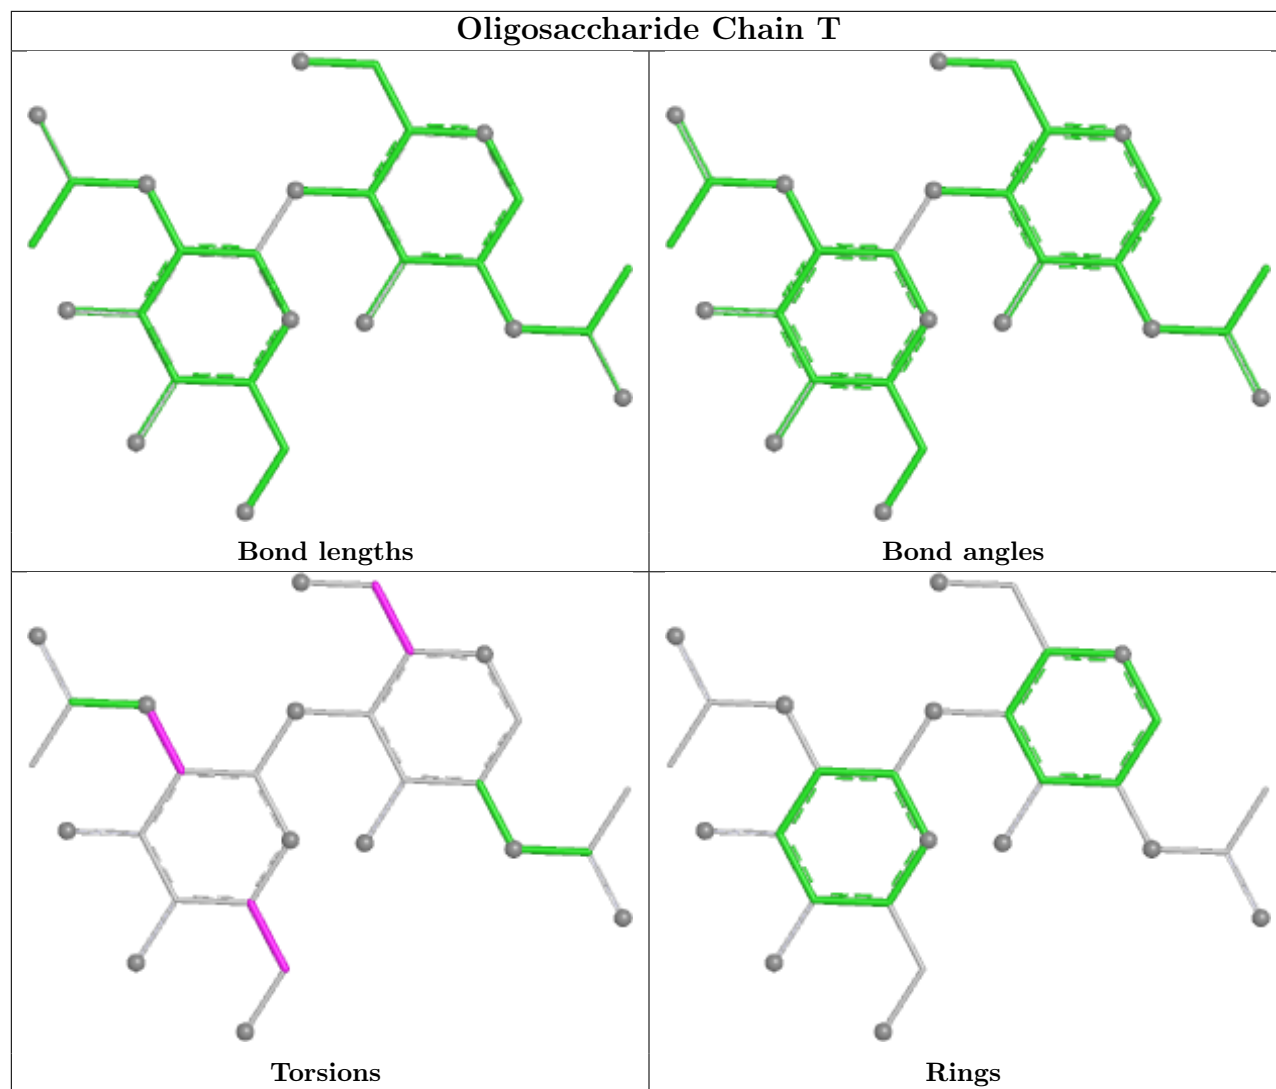 Oligosaccharide Chain T
Bond lengths
Bond angles
Torsions
Rings